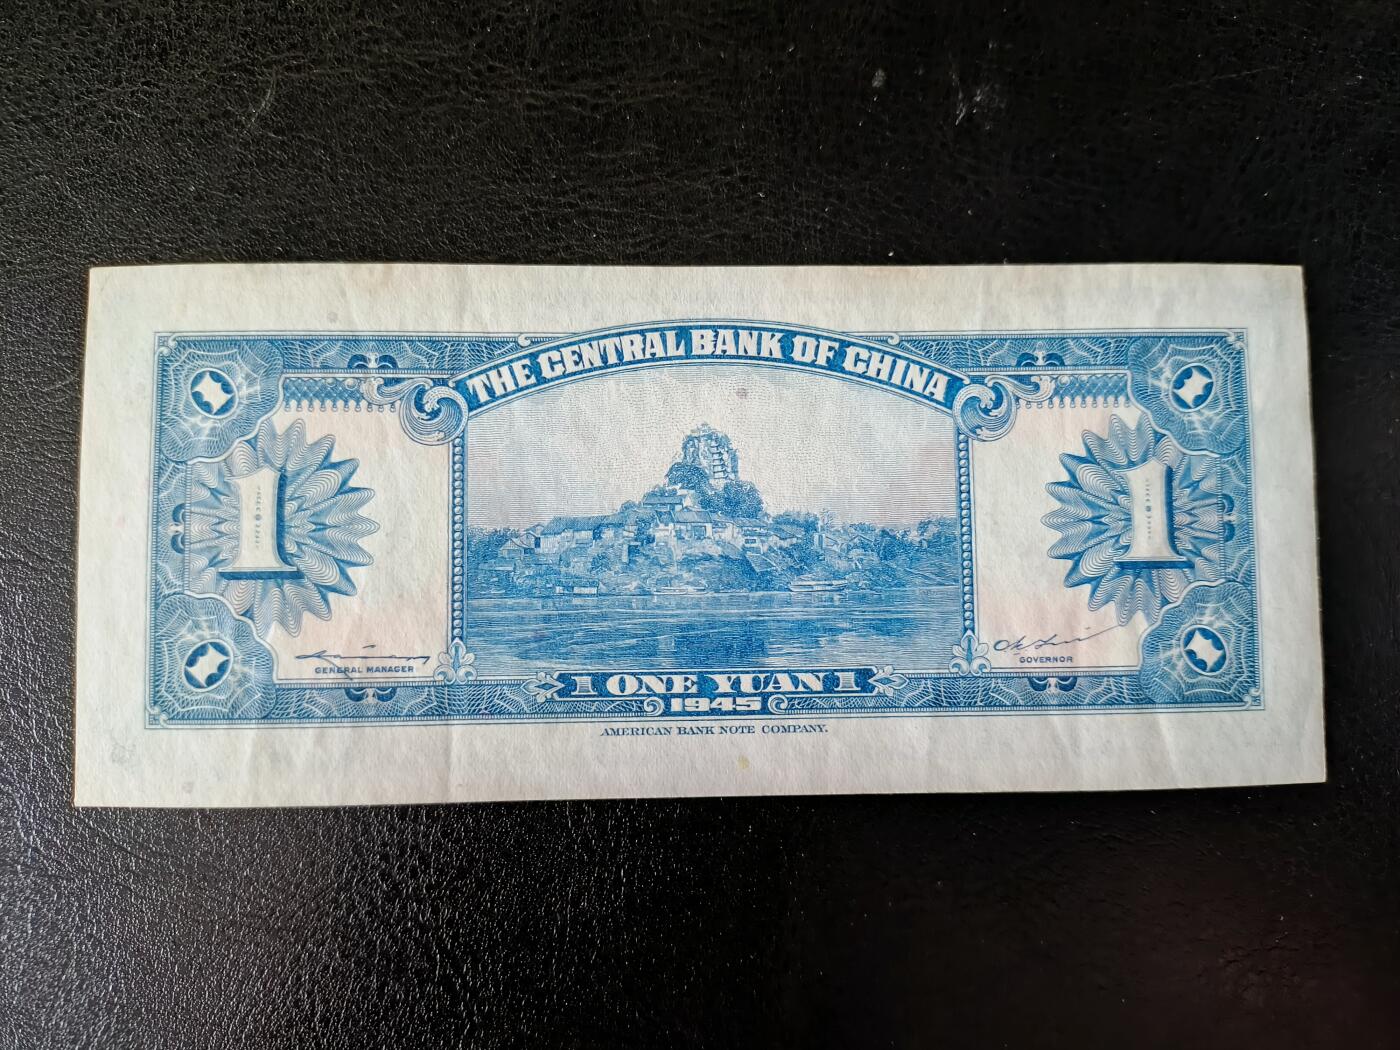 THE CENTRAL BANK OF CHINA
1
1
GENERAL MANAGER
GOVERNOR
1 ONE YUAN 1
1945
AMERICAN BANK NOTE COMPANY.